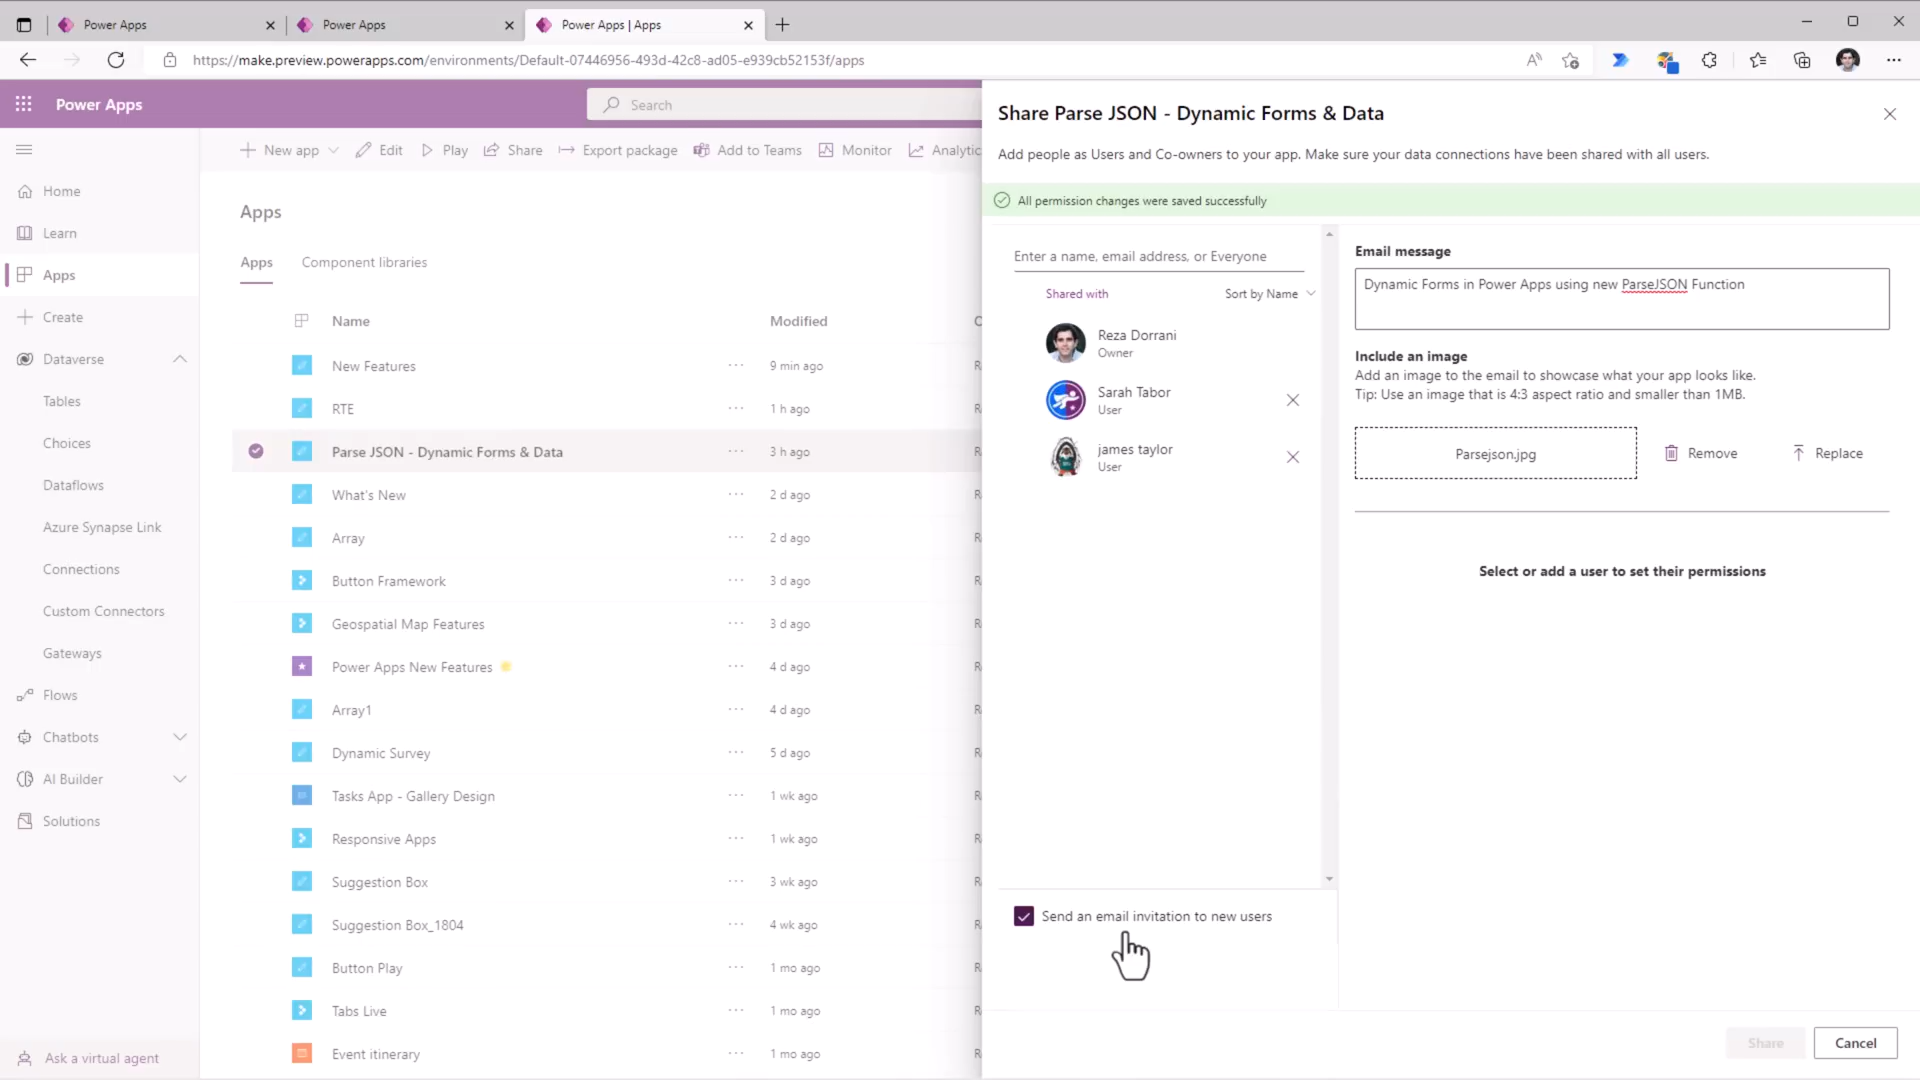 Power Apps
Power Apps
Power Apps | Apps
https://make.preview.powerapps.com/environments/Default-07446956-493d-42c8-ad05-e939cb52153f/apps
Power Apps
Search
New app
Edit
Play
Share
Export package
Add to Teams
Monitor
Analytic
Home
Learn
Apps
Create
Dataverse
Tables
Choices
Dataflows
Azure Synapse Link
Connections
Custom Connectors
Gateways
Flows
Chatbots
AI Builder
Solutions
Ask a virtual agent
Apps
Apps
Component libraries
Name
Modified
New Features
9 min ago
RTE
1 h ago
Parse JSON - Dynamic Forms & Data
3 h ago
What's New
2 d ago
Array
2 d ago
Button Framework
3 d ago
Geospatial Map Features
3 d ago
Power Apps New Features
4 d ago
Array1
4 d ago
Dynamic Survey
5 d ago
Tasks App - Gallery Design
1 wk ago
Responsive Apps
1 wk ago
Suggestion Box
3 wk ago
Suggestion Box_1804
4 wk ago
Button Play
1 mo ago
Tabs Live
1 mo ago
Event itinerary
1 mo ago
Share Parse JSON - Dynamic Forms & Data
Add people as Users and Co-owners to your app. Make sure your data connections have been shared with all users.
All permission changes were saved successfully
Enter a name, email address, or Everyone
Shared with
Sort by Name
Reza Dorrani
Owner
Sarah Tabor
User
james taylor
User
Send an email invitation to new users
Email message
Dynamic Forms in Power Apps using new ParseJSON Function
Include an image
Add an image to the email to showcase what your app looks like.
Tip: Use an image that is 4:3 aspect ratio and smaller than 1MB.
Parsejson.jpg
Remove
Replace
Select or add a user to set their permissions
Share
Cancel